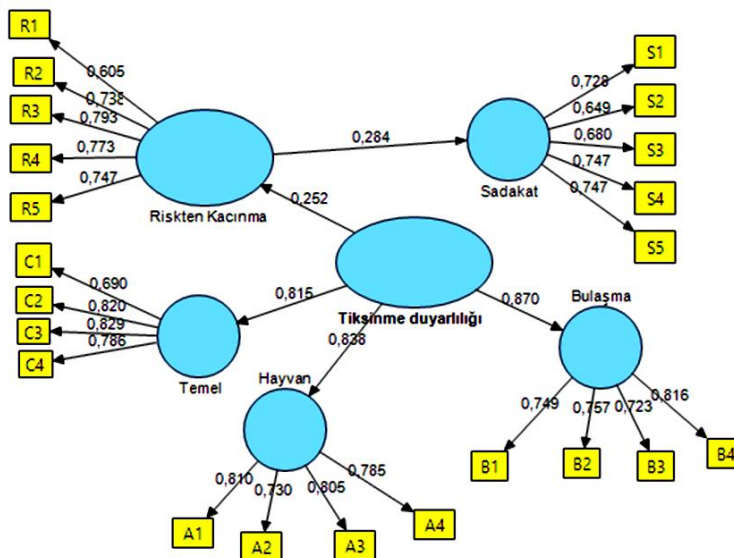 R1
0,605
R2
0,738
R3
0,793
R4
0,773
R5
0,747
Riskten Kacınma
0,284
S1
0,728
S2
0,649
S3
0,680
S4
0,747
S5
0,747
Sadakat
0,252
Tiksinme duyarlılığı
C1
0,690
C2
0,820
C3
0,829
C4
0,786
Temel
0,815
0,838
Hayvan
0,870
Bulaşma
0,749
0,757
0,723
0,816
B1
B2
B3
B4
0,810
0,730
0,805
0,785
A1
A2
A3
A4